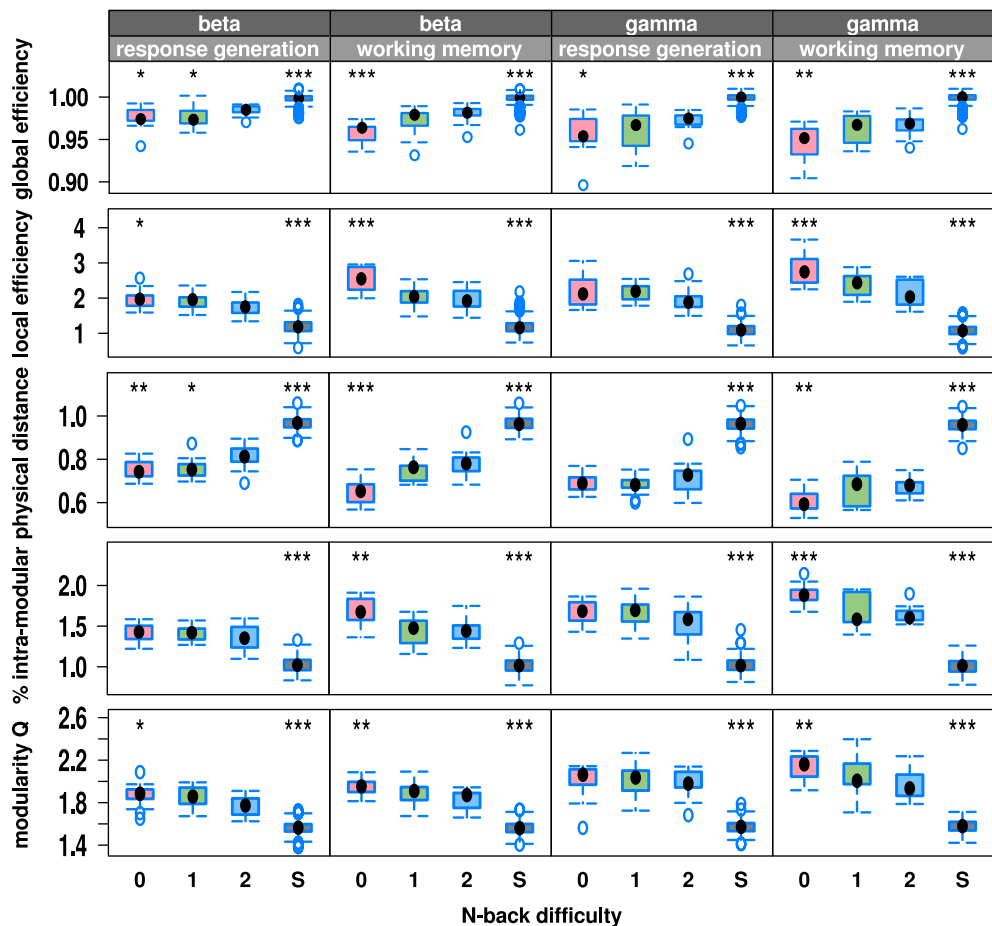 beta beta gamma gamma
response generation working memory response generation working memory
global efficiency
1.00
0.95
0.90
* * *** *** *** * *** ** ***
local efficiency
4
3
2
1
* *** *** *** *** *** ***
physical distance
1.0
0.8
0.6
** * *** *** *** *** ** ***
% intra-modular
2.0
1.5
1.0
*** ** *** *** *** ***
modularity Q
2.6
2.2
1.8
1.4
* *** ** *** *** ** ***
0 1 2 S 0 1 2 S 0 1 2 S 0 1 2 S
N-back difficulty